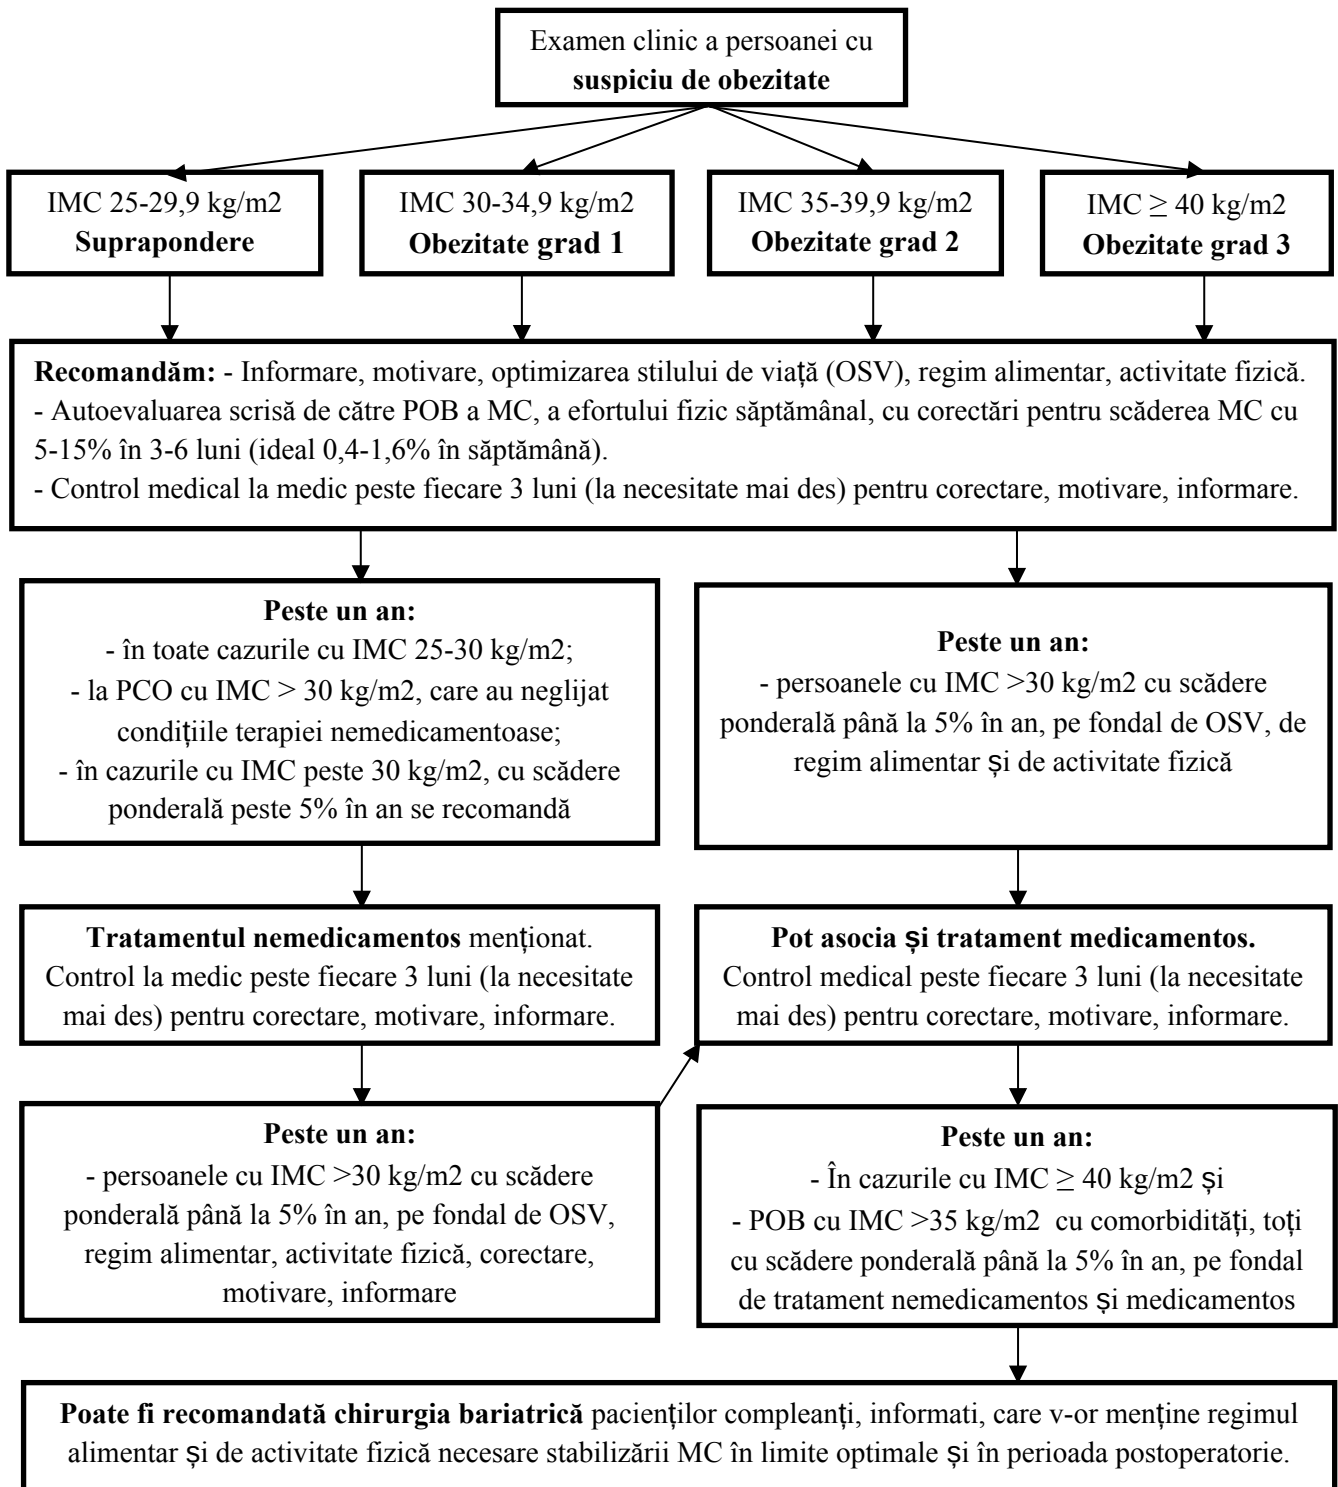 Examen clinic a persoanei cu
suspiciu de obezitate
IMC 25-29,9 kg/m2
Suprapondere
IMC 30-34,9 kg/m2
Obezitate grad 1
IMC 35-39,9 kg/m2
Obezitate grad 2
IMC ≥ 40 kg/m2
Obezitate grad 3
Recomandăm: - Informare, motivare, optimizarea stilului de viață (OSV), regim alimentar, activitate fizică.
- Autoevaluarea scrisă de către POB a MC, a efortului fizic săptămânal, cu corectări pentru scăderea MC cu
5-15% în 3-6 luni (ideal 0,4-1,6% în săptămână).
- Control medical la medic peste fiecare 3 luni (la necesitate mai des) pentru corectare, motivare, informare.
Peste un an:
- în toate cazurile cu IMC 25-30 kg/m2;
- la PCO cu IMC > 30 kg/m2, care au neglijat
condițiile terapiei nemedicamentoase;
- în cazurile cu IMC peste 30 kg/m2, cu scădere
ponderală peste 5% în an se recomandă
Peste un an:
- persoanele cu IMC >30 kg/m2 cu scădere
ponderală până la 5% în an, pe fondal de OSV, de
regim alimentar și de activitate fizică
Tratamentul nemedicamentos menționat.
Control la medic peste fiecare 3 luni (la necesitate
mai des) pentru corectare, motivare, informare.
Pot asocia și tratament medicamentos.
Control medical peste fiecare 3 luni (la necesitate
mai des) pentru corectare, motivare, informare.
Peste un an:
- persoanele cu IMC >30 kg/m2 cu scădere
ponderală până la 5% în an, pe fondal de OSV,
regim alimentar, activitate fizică, corectare,
motivare, informare
Peste un an:
- În cazurile cu IMC ≥ 40 kg/m2 și
- POB cu IMC >35 kg/m2 cu comorbidități, toți
cu scădere ponderală până la 5% în an, pe fondal
de tratament nemedicamentos și medicamentos
Poate fi recomandată chirurgia bariatrică pacienților compleanți, informati, care v-or menține regimul
alimentar și de activitate fizică necesare stabilizării MC în limite optimale și în perioada postoperatorie.